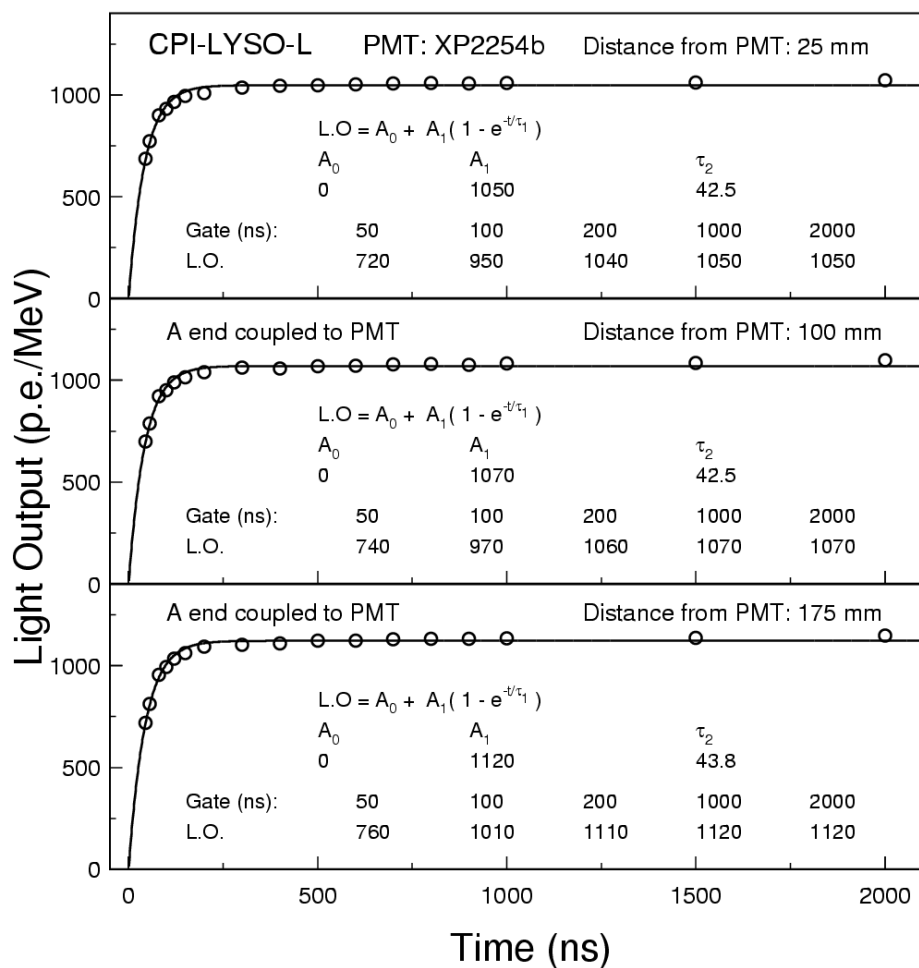 CPI-LYSO-L PMT: XP2254b Distance from PMT: 25 mm
1000
L.O = A₀ + A₁( 1 - e^-t/τ₁ )
A₀ A₁ τ₂
0 1050 42.5
500
Gate (ns): 50 100 200 1000 2000
L.O. 720 950 1040 1050 1050
0
A end coupled to PMT Distance from PMT: 100 mm
1000
L.O = A₀ + A₁( 1 - e^-t/τ₁ )
A₀ A₁ τ₂
0 1070 42.5
500
Gate (ns): 50 100 200 1000 2000
L.O. 740 970 1060 1070 1070
0
A end coupled to PMT Distance from PMT: 175 mm
1000
L.O = A₀ + A₁( 1 - e^-t/τ₁ )
A₀ A₁ τ₂
0 1120 43.8
500
Gate (ns): 50 100 200 1000 2000
L.O. 760 1010 1110 1120 1120
0
0 500 1000 1500 2000
Time (ns)
Light Output (p.e./MeV)